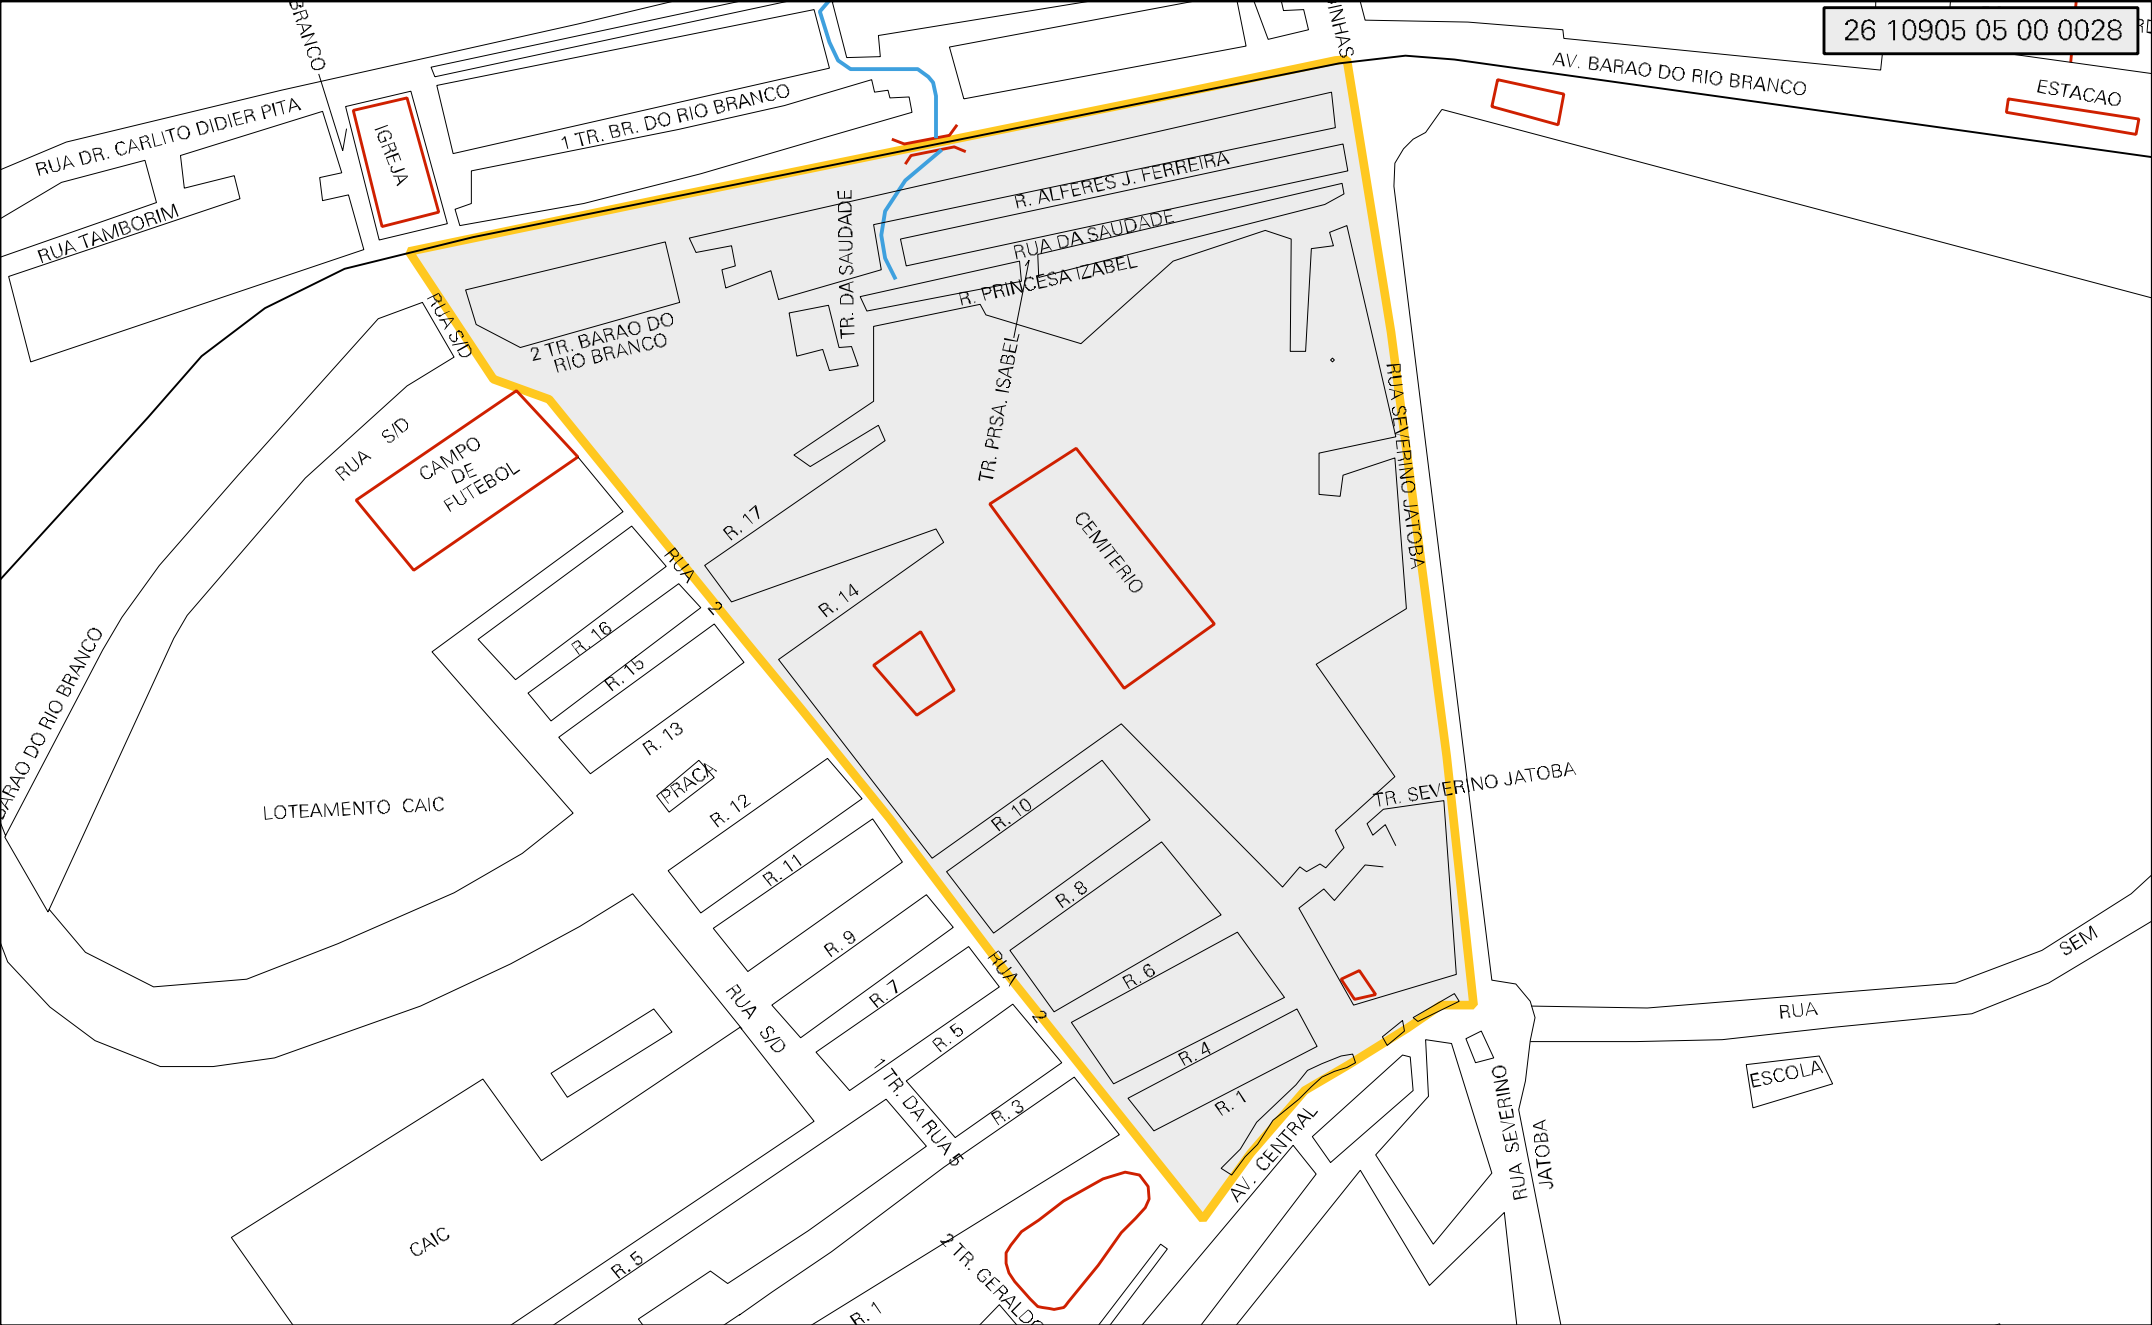 26 10905 05 00 0028
BRANCO
INHAS
AV. BARAO DO RIO BRANCO
ESTACAO
RUA DR. CARLITO DIDIER PITA
IGREJA
1 TR. BR. DO RIO BRANCO
RUA TAMBORIM
R. ALFERES J. FERREIRA
RUA DA SAUDADE
R. PRINCESA IZABEL
TR. DA SAUDADE
RUA S/D
2 TR. BARAO DO
RIO BRANCO
TR. PRSA. ISABEL
RUA SEVERINO JATOBA
RUA S/D
CAMPO
DE
FUTEBOL
R. 17
CEMITERIO
RUA 2
R. 14
R. 16
R. 15
R. 13
PRACA
R. 12
BARAO DO RIO BRANCO
LOTEAMENTO CAIC
TR. SEVERINO JATOBA
R. 10
R. 11
R. 8
R. 9
R. 6
RUA 2
R. 7
RUA S/D
R. 5
R. 4
R. 1
1 TR. DA RUA 5
R. 3
AV. CENTRAL
RUA SEVERINO
JATOBA
RUA
SEM
ESCOLA
CAIC
R. 5
2 TR. GERALDO
R. 1